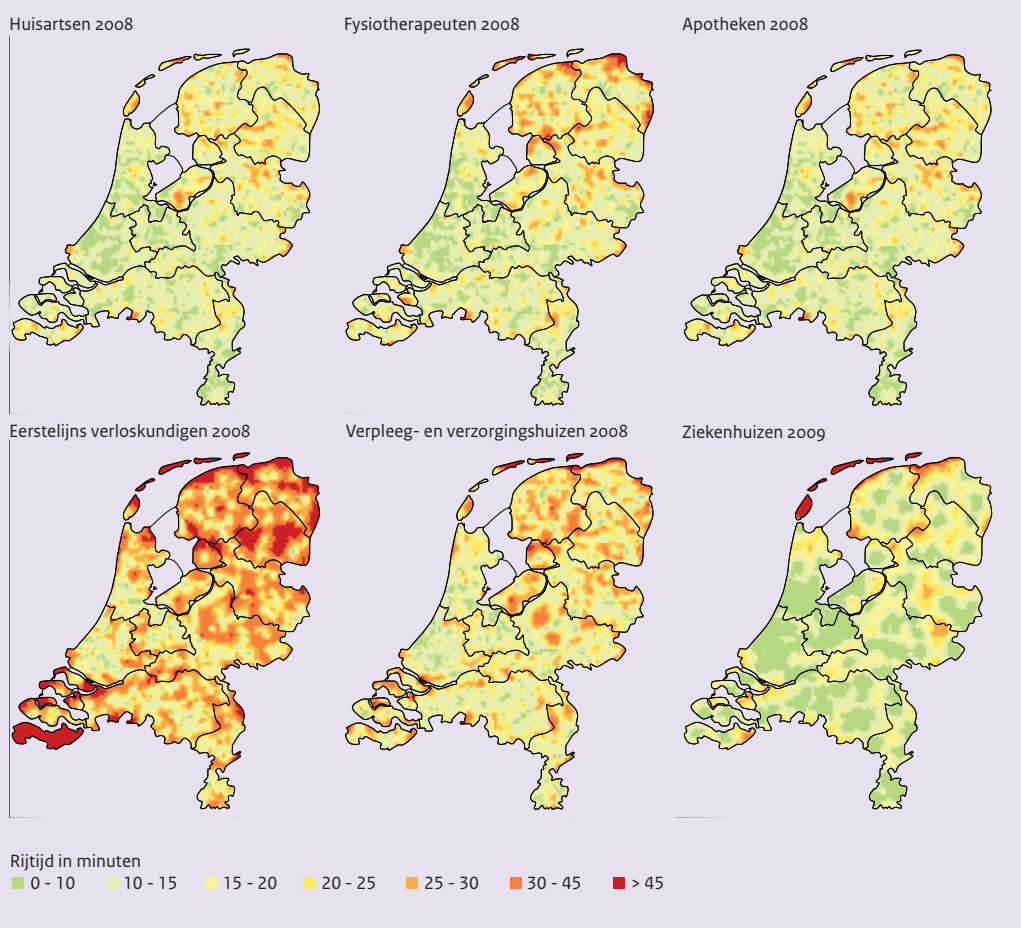 Huisartsen 2008
Fysiotherapeuten 2008
Apotheken 2008
Eerstelijns verloskundigen 2008
Verpleeg- en verzorgingshuizen 2008
Ziekenhuizen 2009
Rijtijd in minuten
0 - 10
10 - 15
15 - 20
20 - 25
25 - 30
30 - 45
> 45